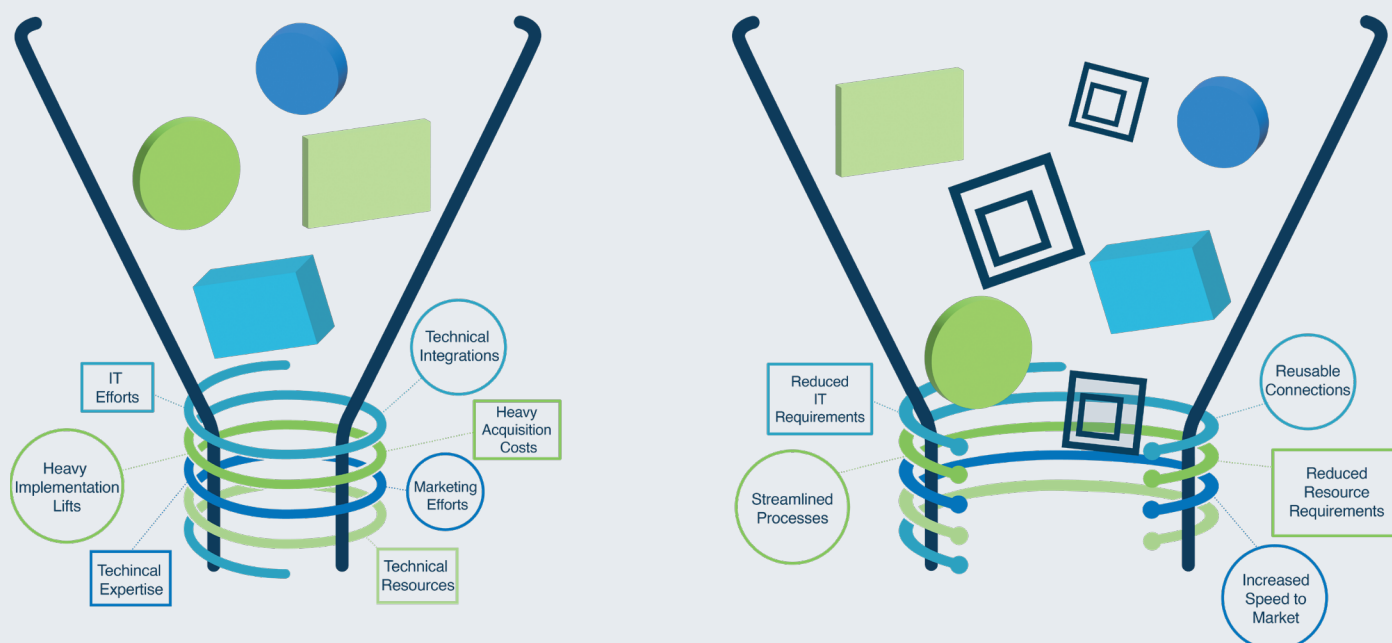 IT
Efforts
Technical
Integrations
Heavy
Acquisition
Costs
Heavy
Implementation
Lifts
Marketing
Efforts
Techincal
Expertise
Technical
Resources
Reduced
IT
Requirements
Reusable
Connections
Streamlined
Processes
Reduced
Resource
Requirements
Increased
Speed to
Market